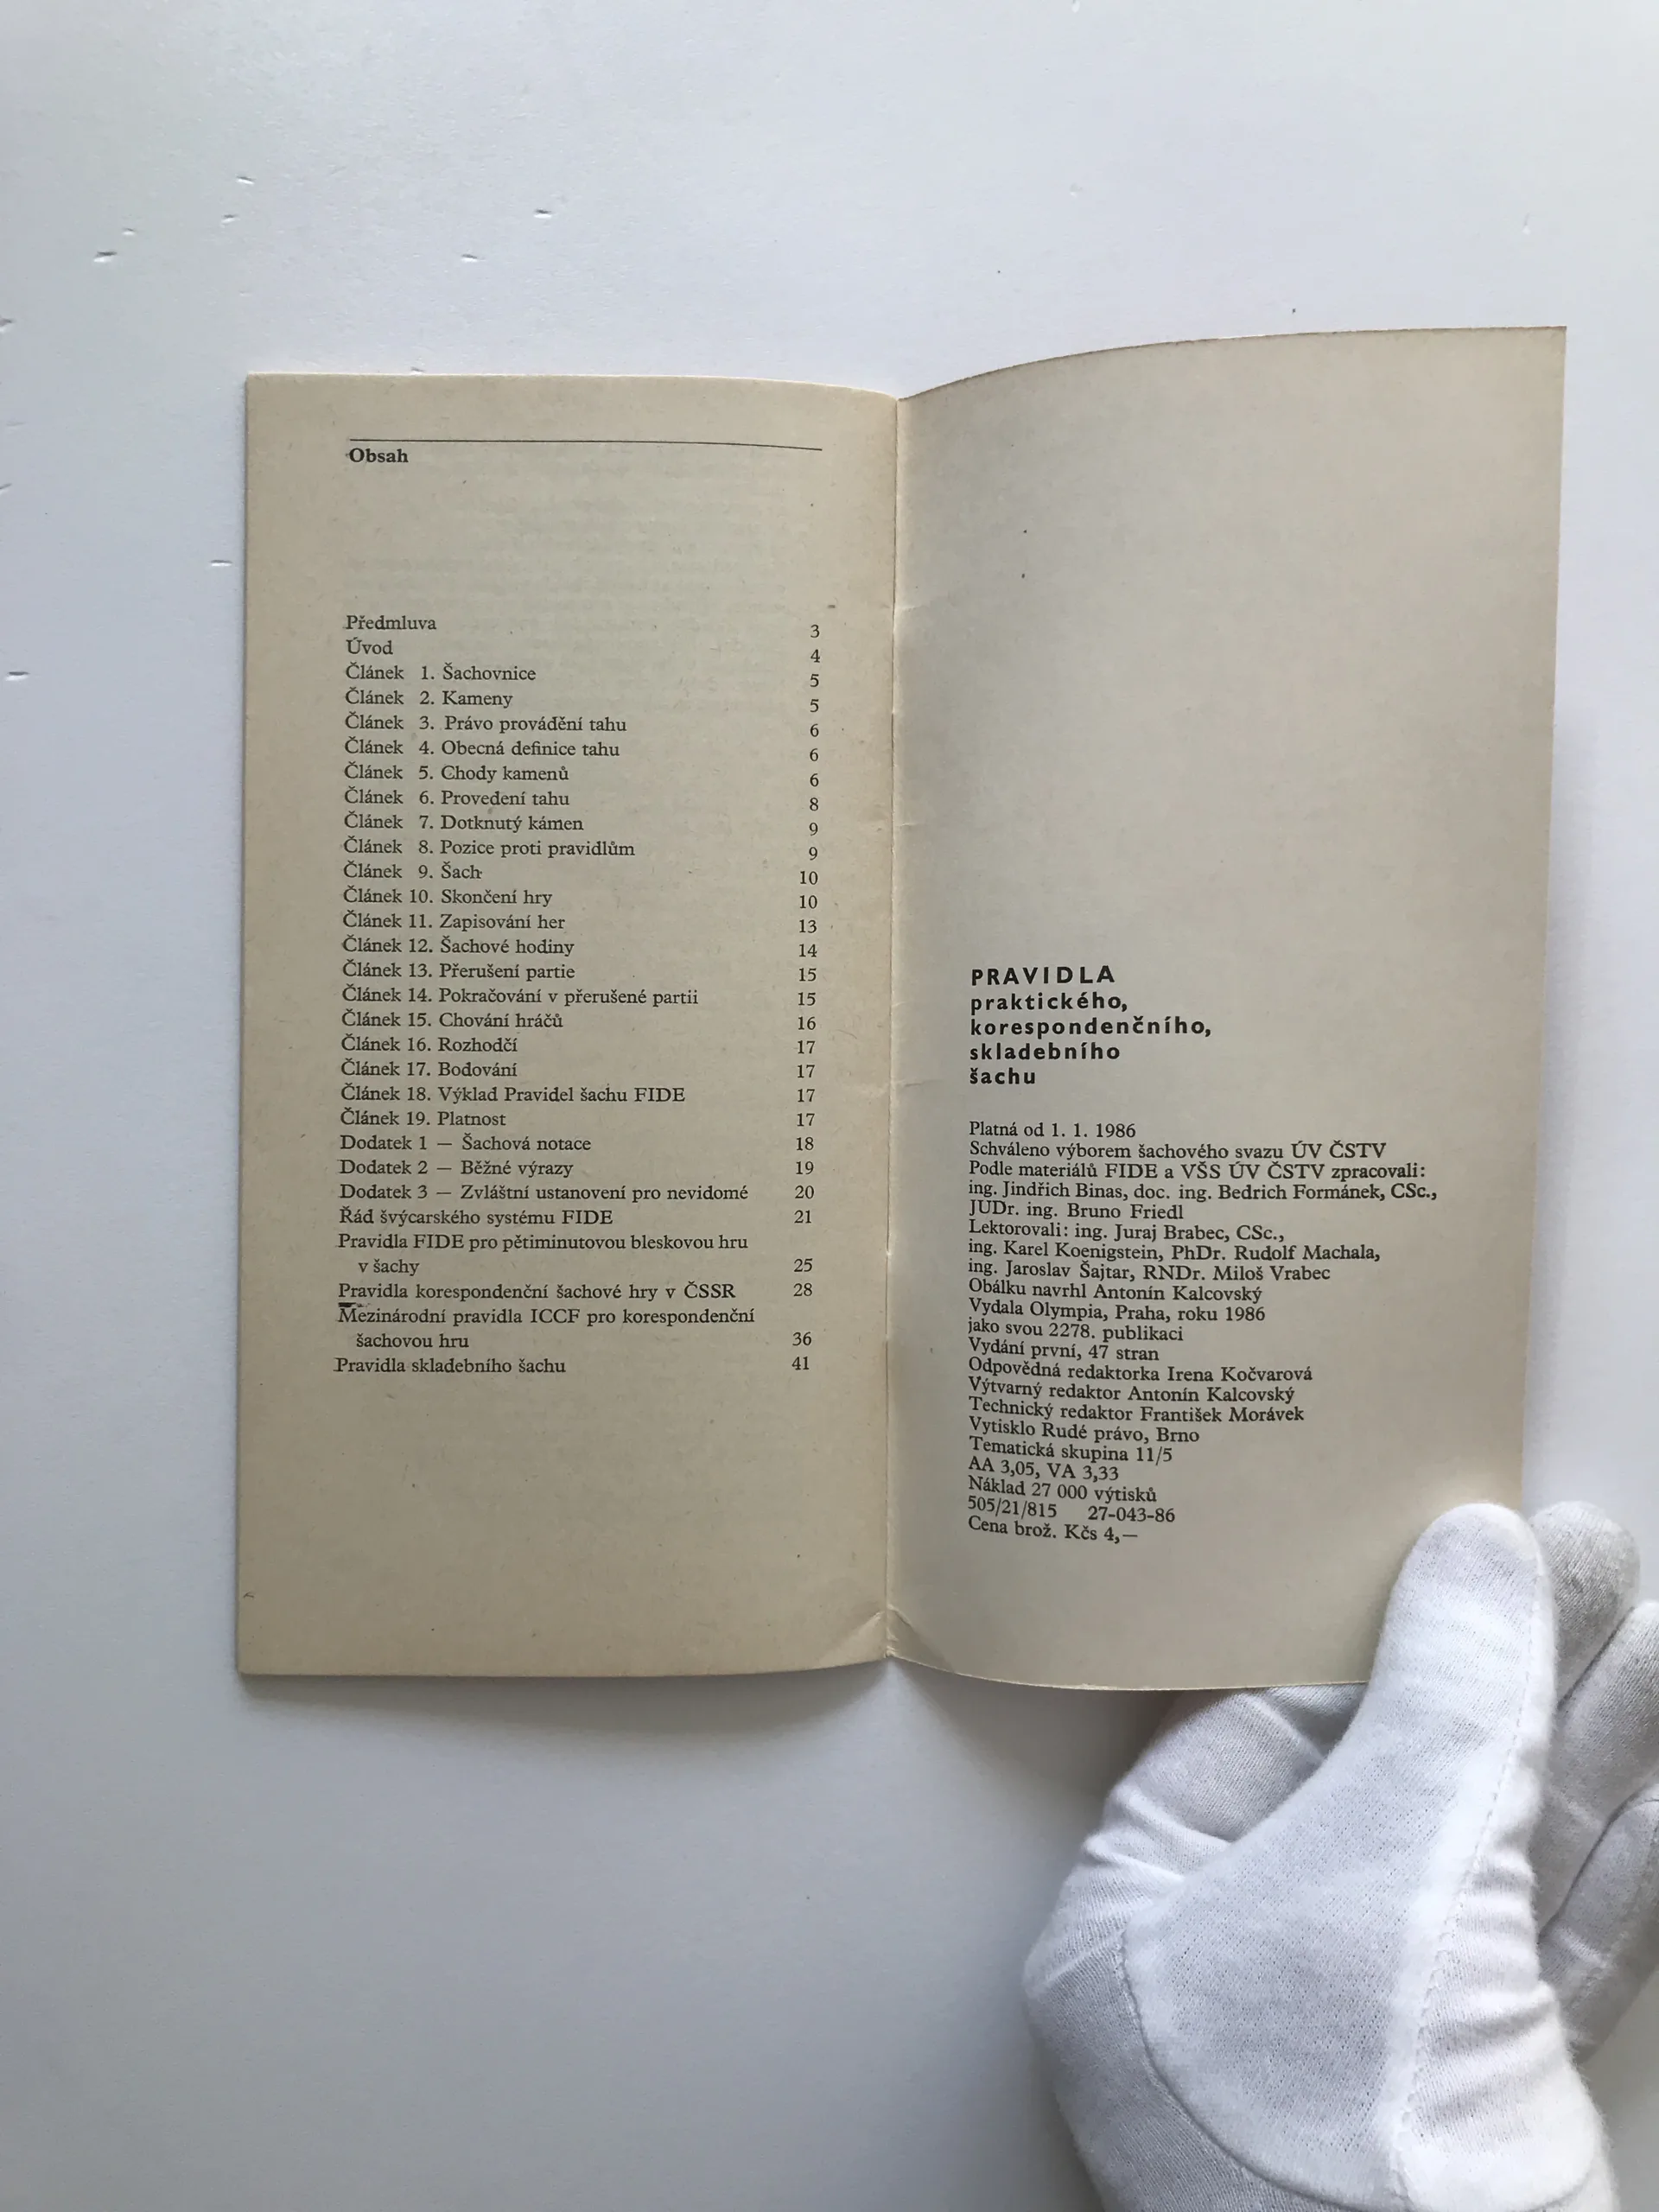 Obsah
Předmluva 3
Úvod 4
Článek 1. Šachovnice 5
Článek 2. Kameny 5
Článek 3. Právo provádění tahu 6
Článek 4. Obecná definice tahu 6
Článek 5. Chody kamenů 6
Článek 6. Provedení tahu 8
Článek 7. Dotknutý kámen 9
Článek 8. Pozice proti pravidlům 9
Článek 9. Šach 10
Článek 10. Skončení hry 10
Článek 11. Zapisování her 13
Článek 12. Šachové hodiny 14
Článek 13. Přerušení partie 15
Článek 14. Pokračování v přerušené partii 15
Článek 15. Chování hráčů 16
Článek 16. Rozhodčí 17
Článek 17. Bodování 17
Článek 18. Výklad Pravidel šachu FIDE 17
Článek 19. Platnost 17
Dodatek 1 — Šachová notace 18
Dodatek 2 — Běžné výrazy 19
Dodatek 3 — Zvláštní ustanovení pro nevidomé 20
Řád švýcarského systému FIDE 21
Pravidla FIDE pro pětiminutovou bleskovou hru
v šachy 25
Pravidla korespondenční šachové hry v ČSSR 28
Mezinárodní pravidla ICCF pro korespondenční
šachovou hru 36
Pravidla skladebního šachu 41
PRAVIDLA
praktického,
korespondenčního,
skladebního
šachu
Platná od 1. 1. 1986
Schváleno výborem šachového svazu ÚV ČSTV
Podle materiálů FIDE a VŠS ÚV ČSTV zpracovali:
ing. Jindřich Binas, doc. ing. Bedrich Formánek, CSc.,
JUDr. ing. Bruno Friedl
Lektorovali: ing. Juraj Brabec, CSc.,
ing. Karel Koenigstein, PhDr. Rudolf Machala,
ing. Jaroslav Šajtar, RNDr. Miloš Vrabec
Obálku navrhl Antonín Kalcovský
Vydala Olympia, Praha, roku 1986
jako svou 2278. publikaci
Vydání první, 47 stran
Odpovědná redaktorka Irena Kočvarová
Výtvarný redaktor Antonín Kalcovský
Technický redaktor František Morávek
Vytisklo Rudé právo, Brno
Tematická skupina 11/5
AA 3,05, VA 3,33
Náklad 27 000 výtisků
505/21/815 27-043-86
Cena brož. Kčs 4,—